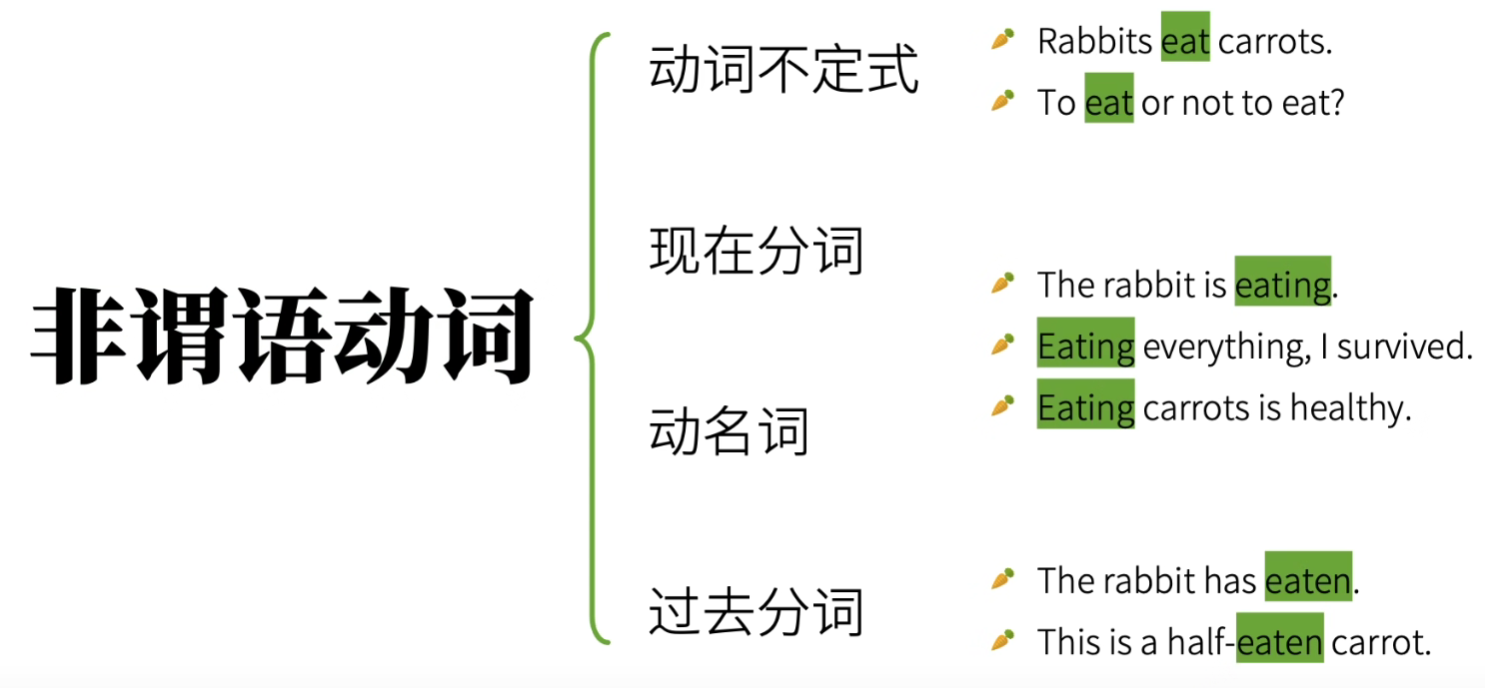 非谓语动词
动词不定式
Rabbits eat carrots.
To eat or not to eat?
现在分词
The rabbit is eating.
Eating everything, I survived.
Eating carrots is healthy.
动名词
过去分词
The rabbit has eaten.
This is a half-eaten carrot.